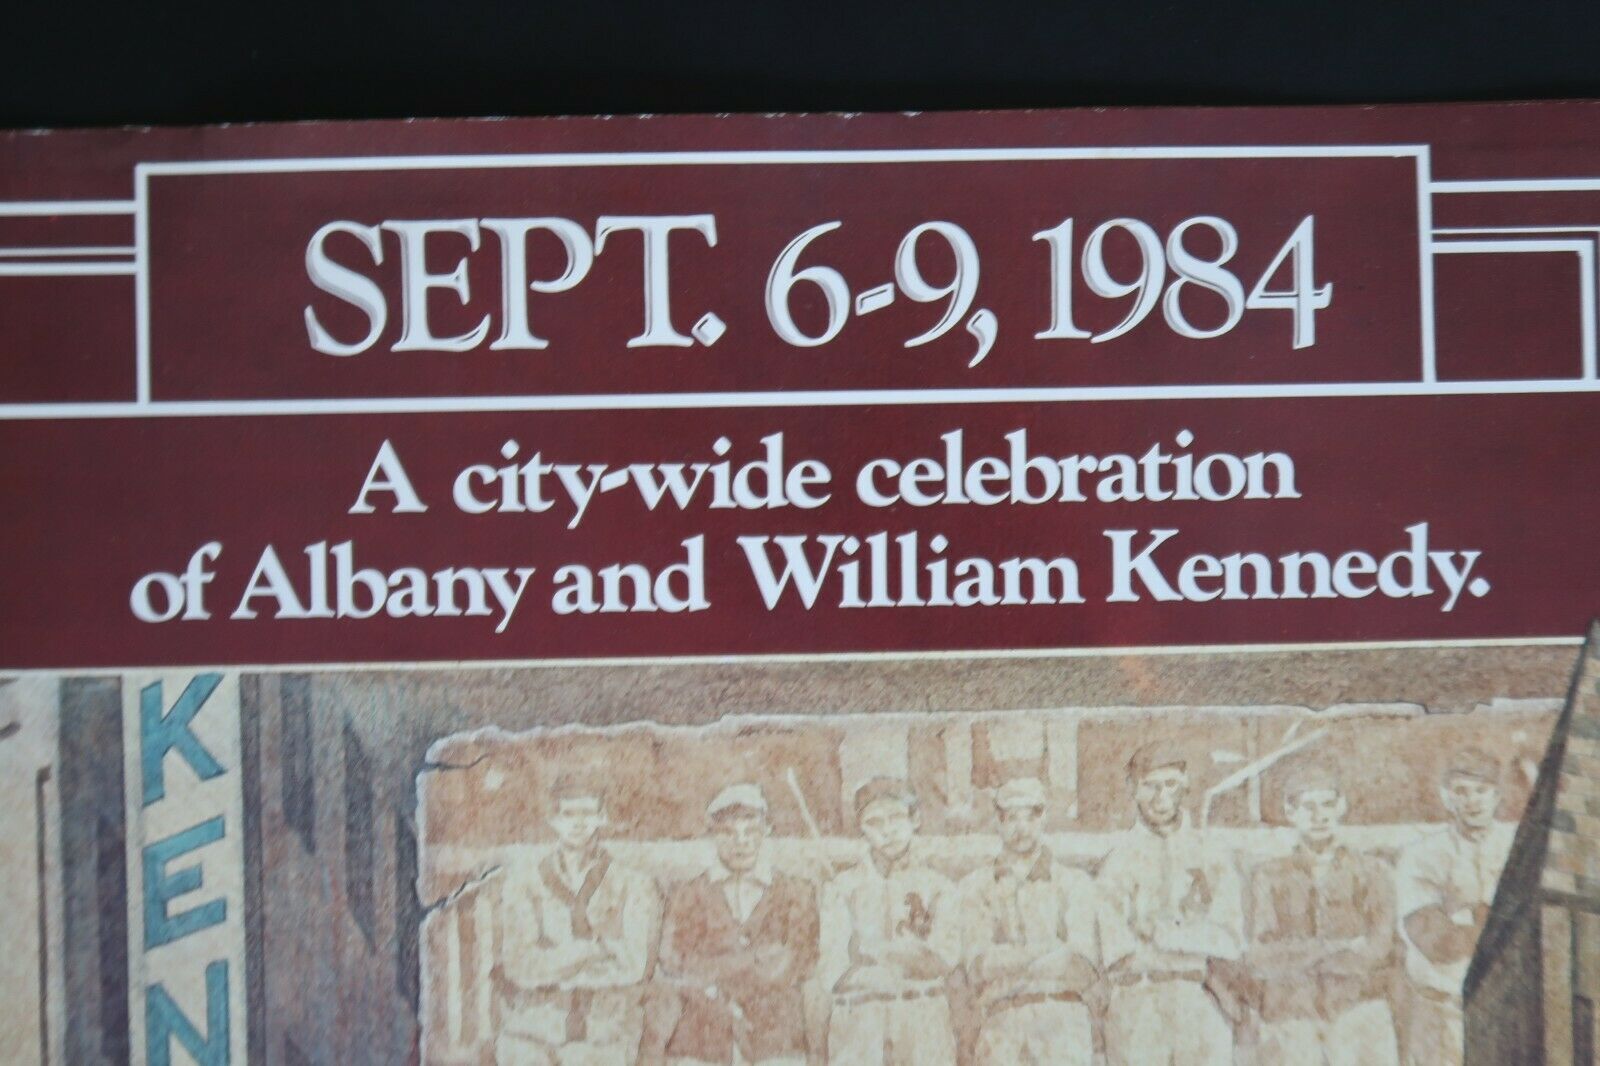 SEPT. 6-9, 1984
A city-wide celebration
of Albany and William Kennedy.
KEN
A
A